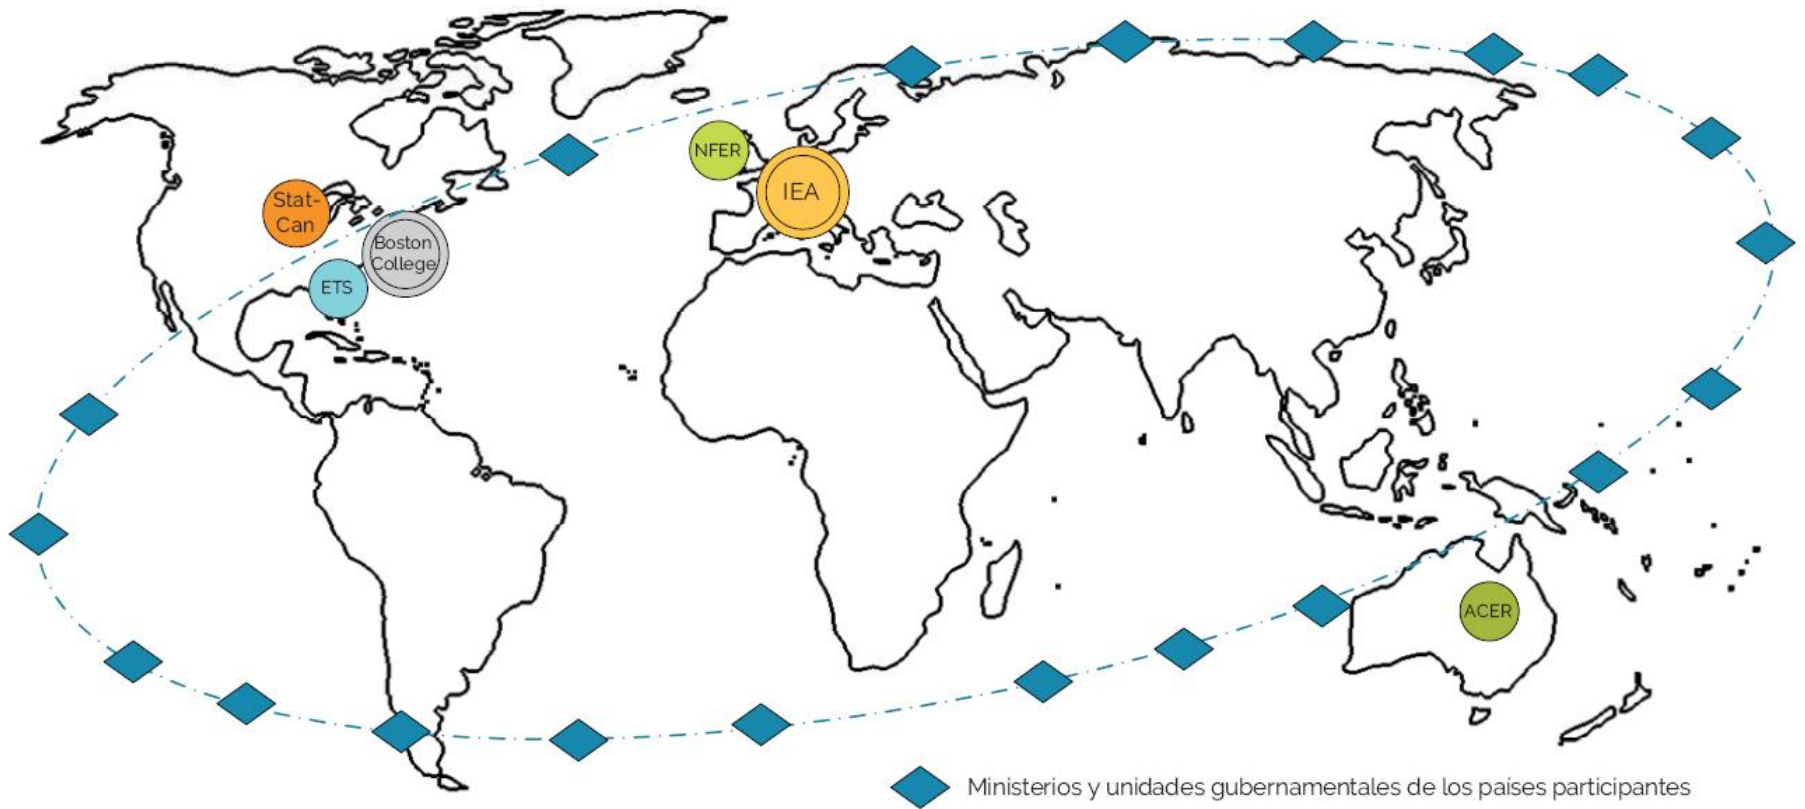 NFER
IEA
Stat-
Can
Boston
College
ETS
ACER
Ministerios y unidades gubernamentales de los países participantes